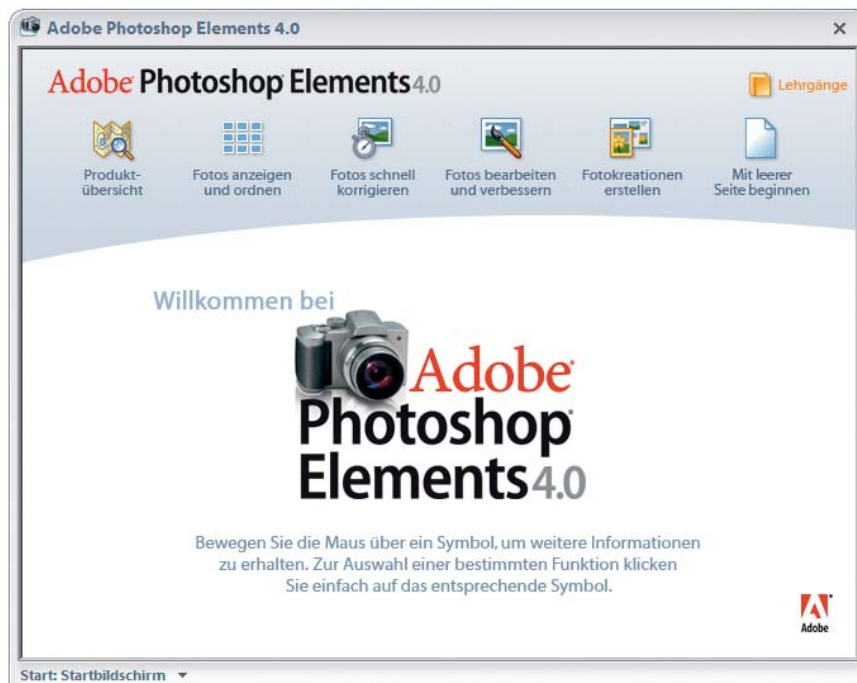 Adobe Photoshop Elements 4.0
Adobe Photoshop Elements 4.0
Lehrgänge
Produkt-
übersicht
Fotos anzeigen
und ordnen
Fotos schnell
korrigieren
Fotos bearbeiten
und verbessern
Fotokreationen
erstellen
Mit leerer
Seite beginnen
Willkommen bei
Adobe
Photoshop
Elements 4.0
Bewegen Sie die Maus über ein Symbol, um weitere Informationen
zu erhalten. Zur Auswahl einer bestimmten Funktion klicken
Sie einfach auf das entsprechende Symbol.
Adobe
Start: Startbildschirm